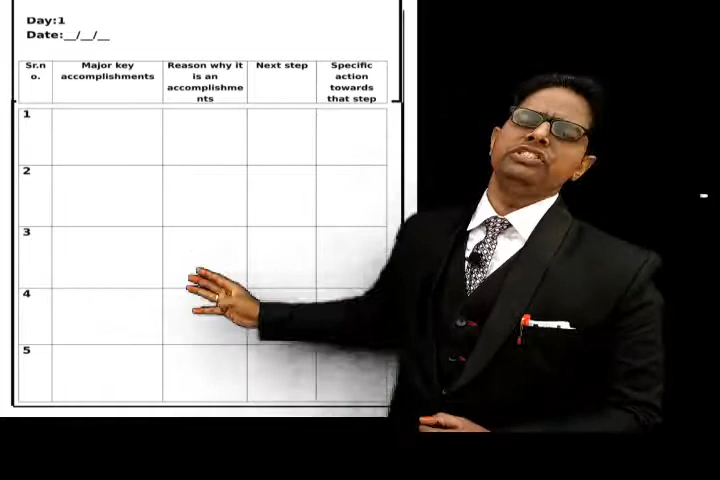 Day:1
Date:__/__/__
Sr.n
o.
Major key
accomplishments
Reason why it
is an
accomplishme
nts
Next step
Specific
action
towards
that step
1
2
3
4
5